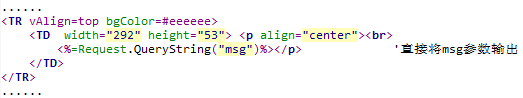 ......
<TR vAlign=top bgColor=#eeeeee>
<TD  width="292" height="53"> <p align="center"><br>
<%=Request.QueryString("msg")%></p>            '直接将msg参数输出
</TD>
</TR>
......